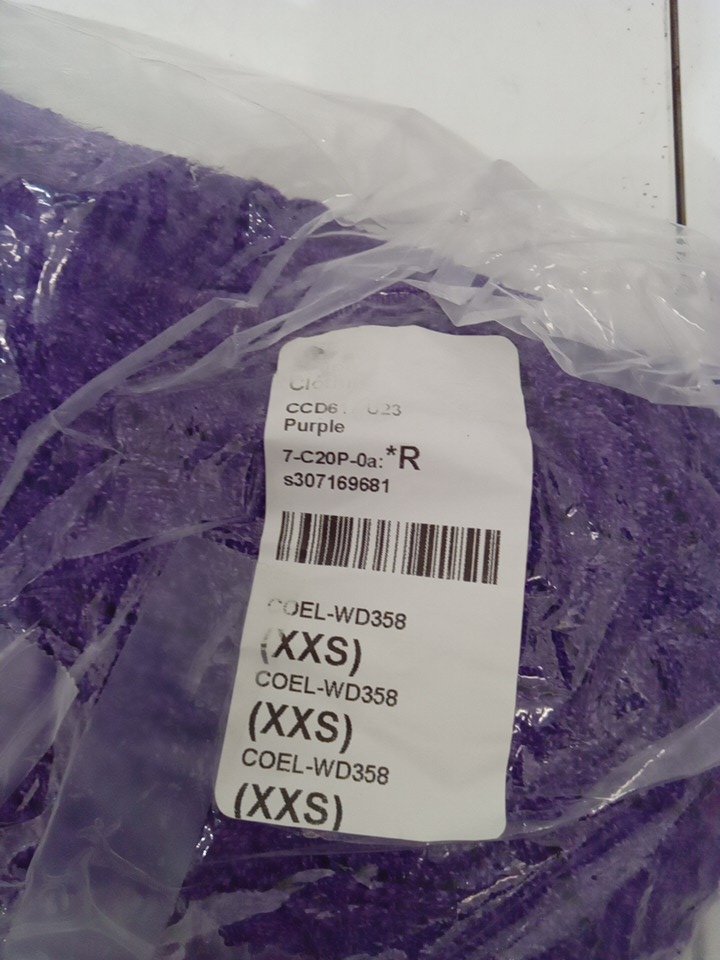 Purple
7-C20P-0a:*R
s307169681
COEL-WD358
(XXS)
COEL-WD358
(XXS)
COEL-WD358
(XXS)